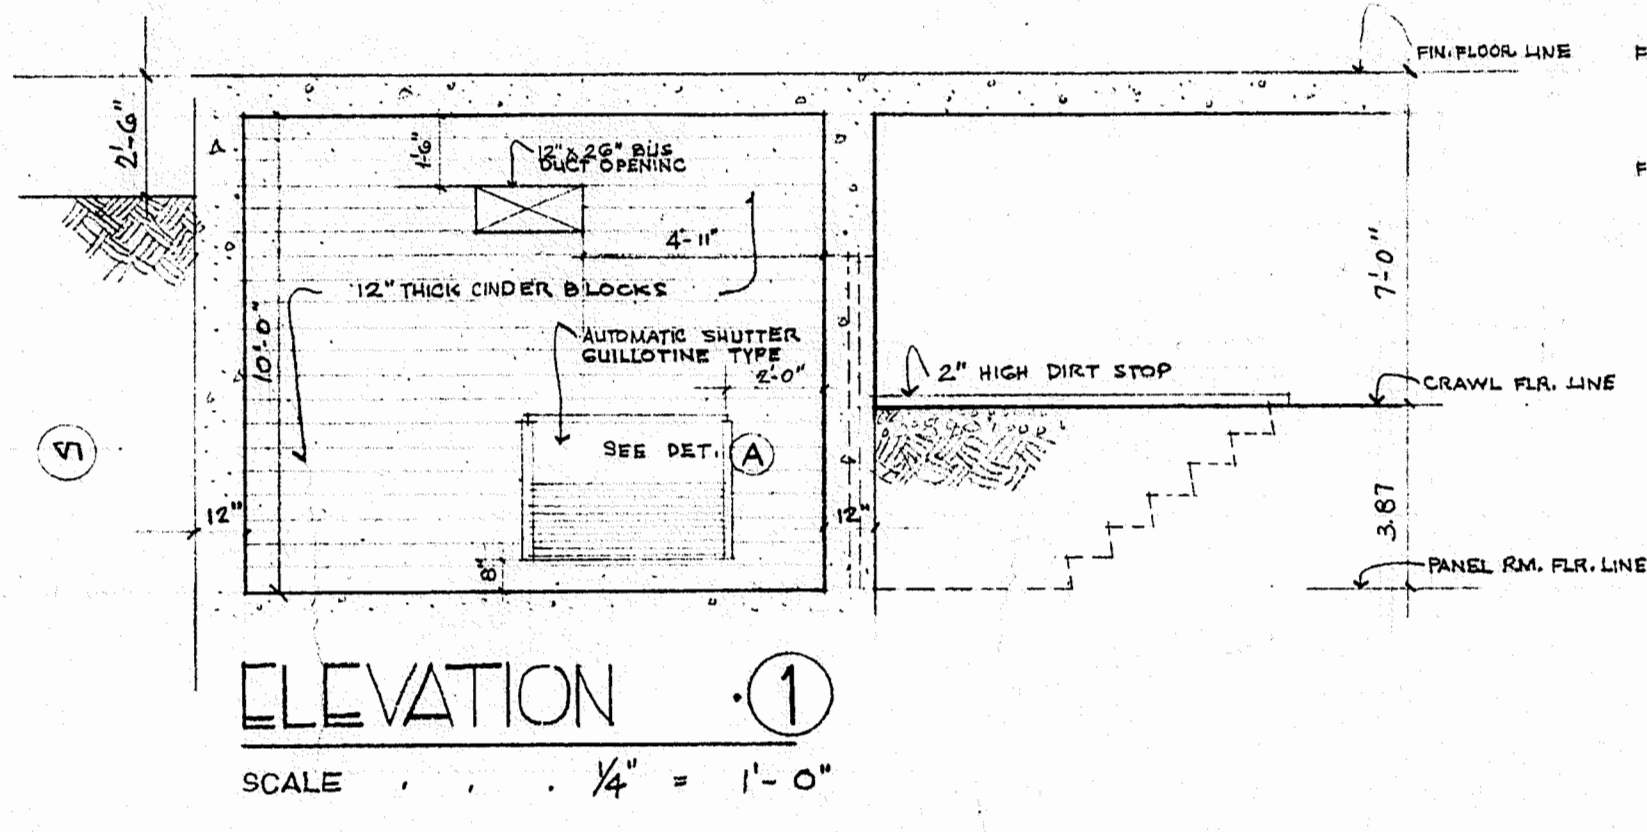 FIN. FLOOR LINE
F
2'-6"
1'-6"
12" x 26" BUS
DUCT OPENING
F
4'-11"
7'-0"
12" THICK CINDER BLOCKS
10'-0"
AUTOMATIC SHUTTER
GUILLOTINE TYPE
2'-0"
2" HIGH DIRT STOP
CRAWL FLR. LINE
5
SEE DET. A
12"
12"
3.87
8"
PANEL RM. FLR. LINE
ELEVATION 1
SCALE . . . 1/4" = 1'-0"